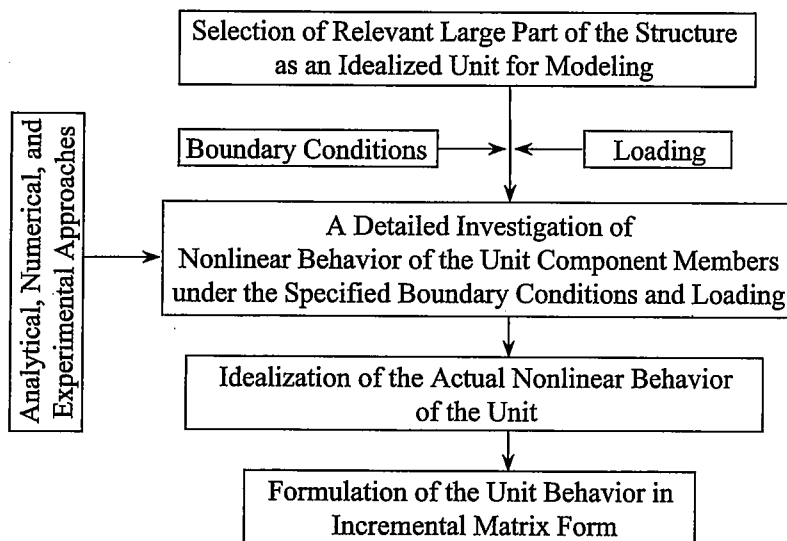 Selection of Relevant Large Part of the Structure
as an Idealized Unit for Modeling
Boundary Conditions
Loading
Analytical, Numerical, and
Experimental Approaches
A Detailed Investigation of
Nonlinear Behavior of the Unit Component Members
under the Specified Boundary Conditions and Loading
Idealization of the Actual Nonlinear Behavior
of the Unit
Formulation of the Unit Behavior in
Incremental Matrix Form